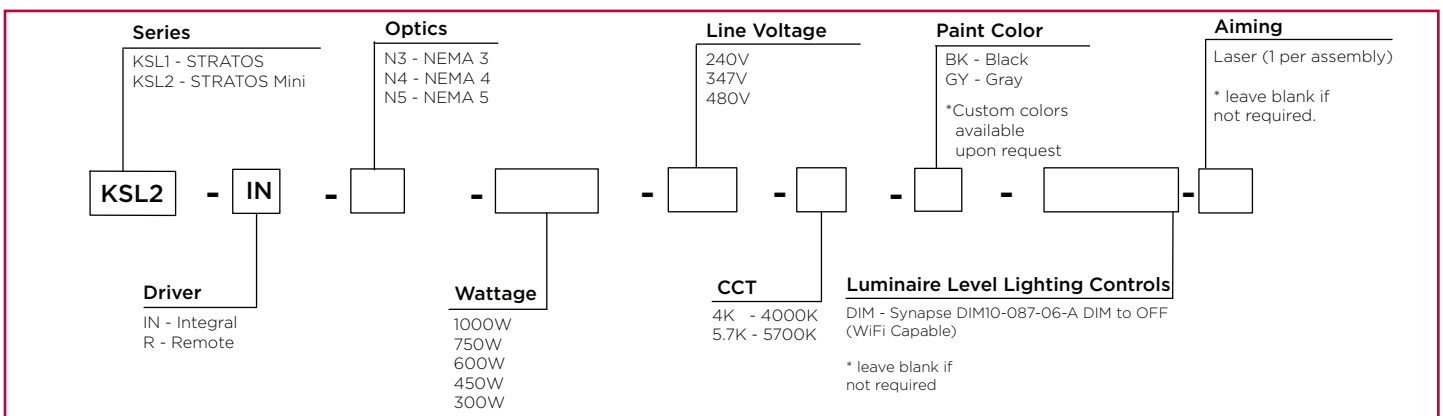 Series
KSL1 - STRATOS
KSL2 - STRATOS Mini
Optics
N3 - NEMA 3
N4 - NEMA 4
N5 - NEMA 5
Line Voltage
240V
347V
480V
Paint Color
BK - Black
GY - Gray
*Custom colors
available
upon request
Aiming
Laser (1 per assembly)
* leave blank if
not required.
KSL2 - IN - - - - - - -
Driver
IN - Integral
R - Remote
Wattage
1000W
750W
600W
450W
300W
CCT
4K - 4000K
5.7K - 5700K
Luminaire Level Lighting Controls
DIM - Synapse DIM10-087-06-A DIM to OFF
(WiFi Capable)
* leave blank if
not required